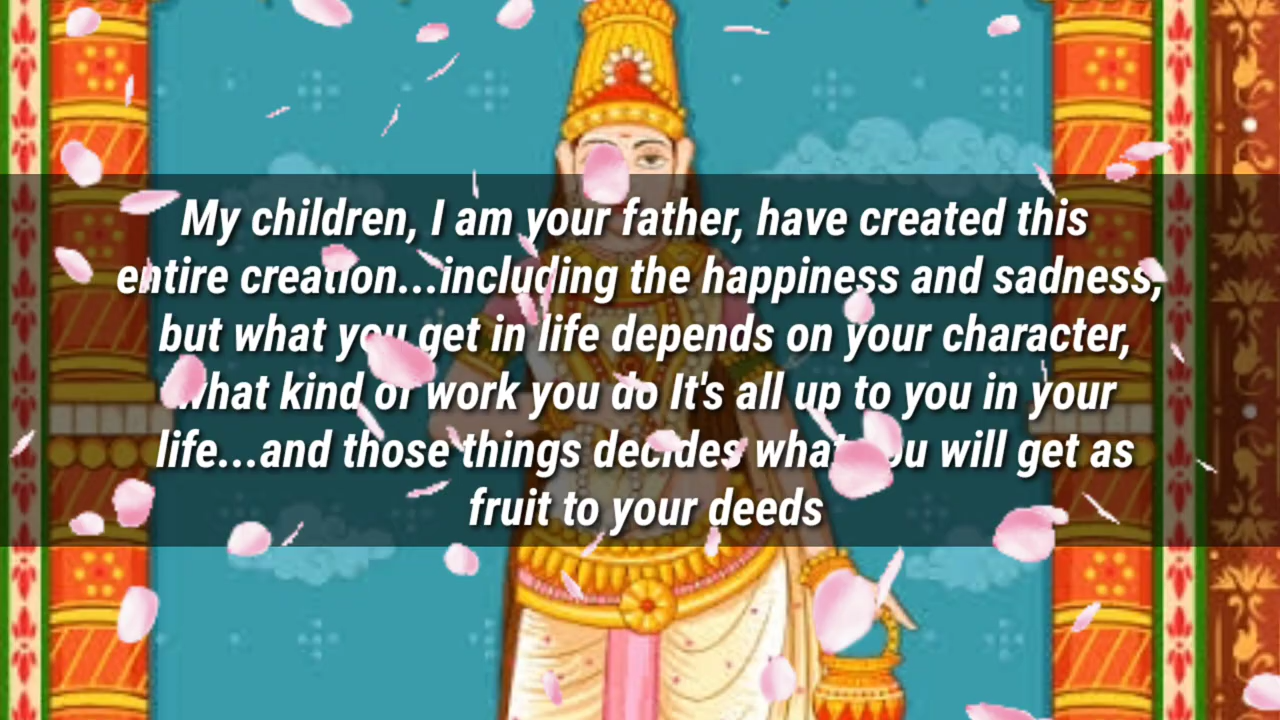 My children, I am your father, have created this
entire creation...including the happiness and sadness,
but what you get in life depends on your character,
what kind of work you do It's all up to you in your
life...and those things decides what you will get as
fruit to your deeds